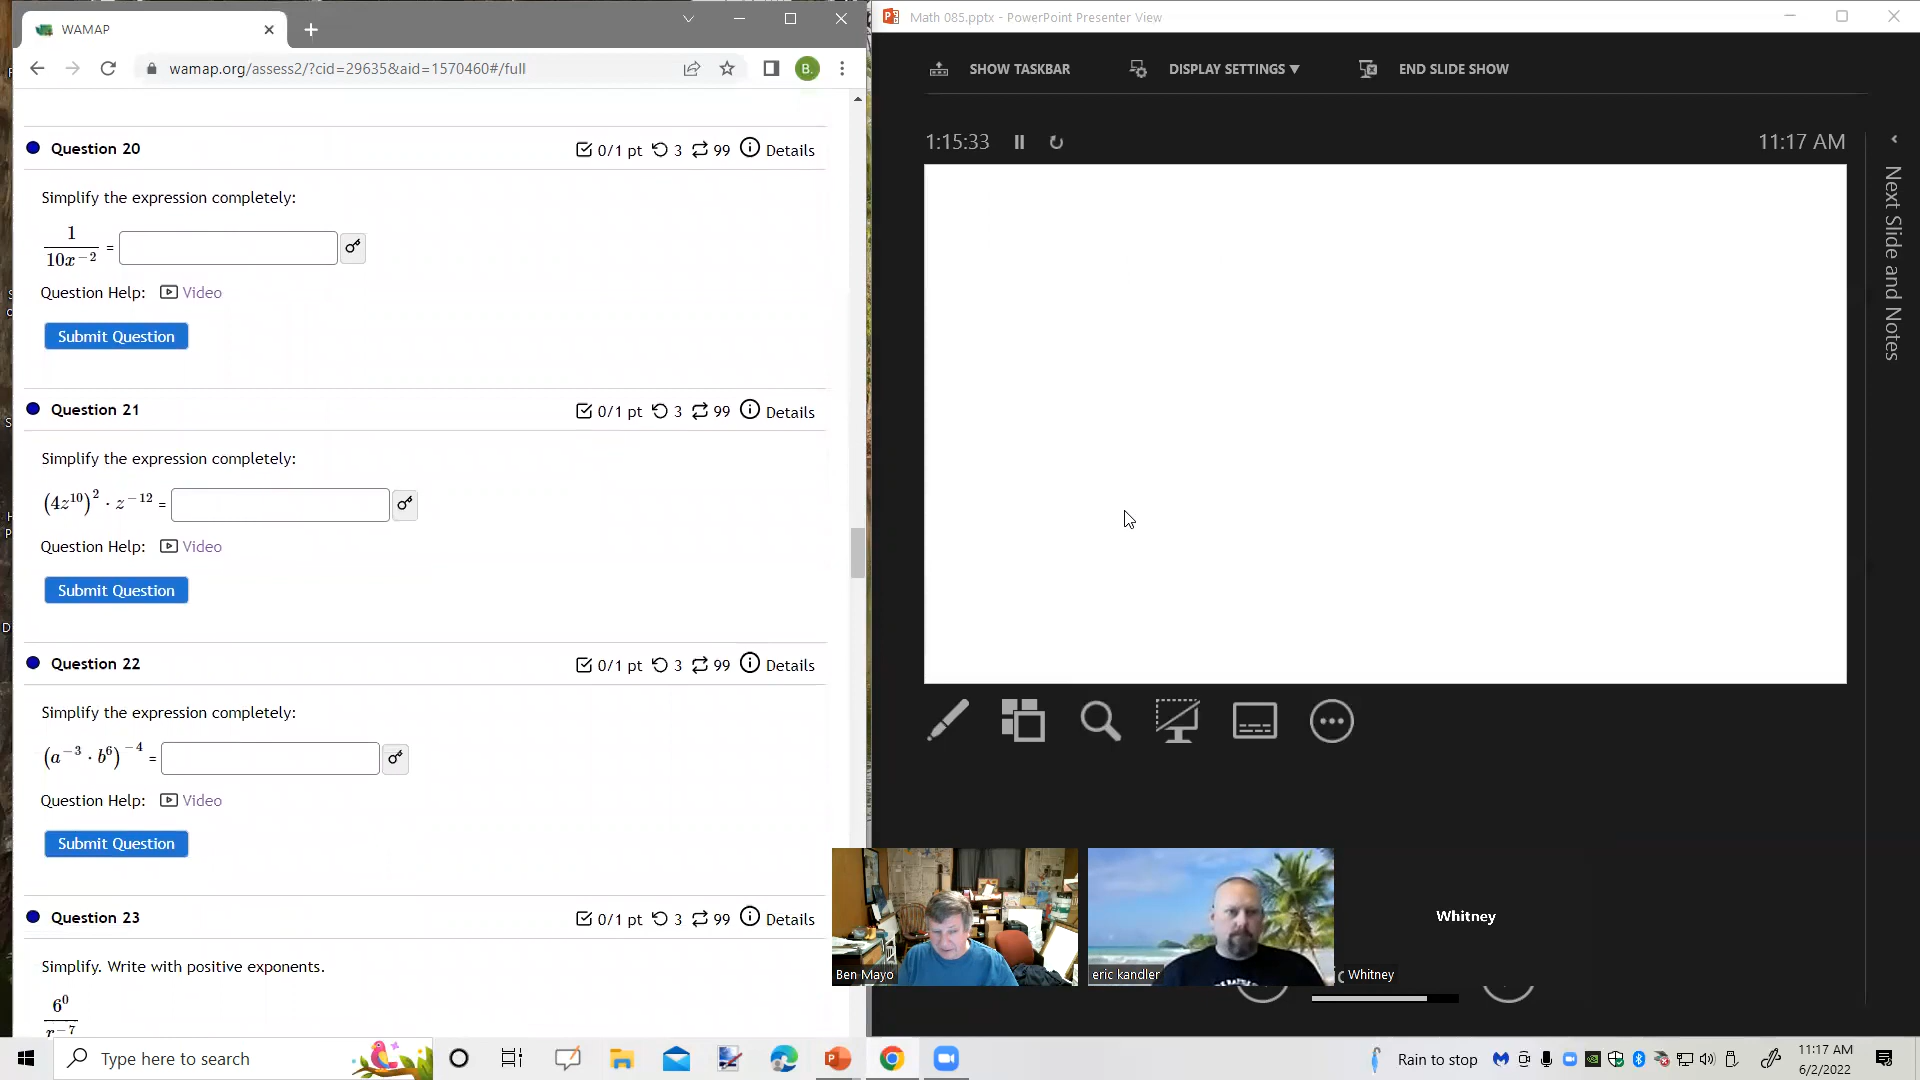 WAMAP
wamap.org/assess2/?cid=29635&aid=1570460#/full
B.
Question 20
0/1 pt 3 99 Details
Simplify the expression completely:
1
10x⁻² =
Question Help: Video
Submit Question
Question 21
0/1 pt 3 99 Details
Simplify the expression completely:
(4z¹⁰)² · z⁻¹² =
Question Help: Video
Submit Question
Question 22
0/1 pt 3 99 Details
Simplify the expression completely:
(a⁻³ · b⁶)⁻⁴ =
Question Help: Video
Submit Question
Question 23
0/1 pt 3 99 Details
Simplify. Write with positive exponents.
6⁰
r⁻⁷
Math 085.pptx - PowerPoint Presenter View
SHOW TASKBAR
DISPLAY SETTINGS ▼
END SLIDE SHOW
1:15:33
11:17 AM
Next Slide and Notes
Ben Mayo
eric kandler
Whitney
Whitney
Type here to search
Rain to stop
11:17 AM
6/2/2022